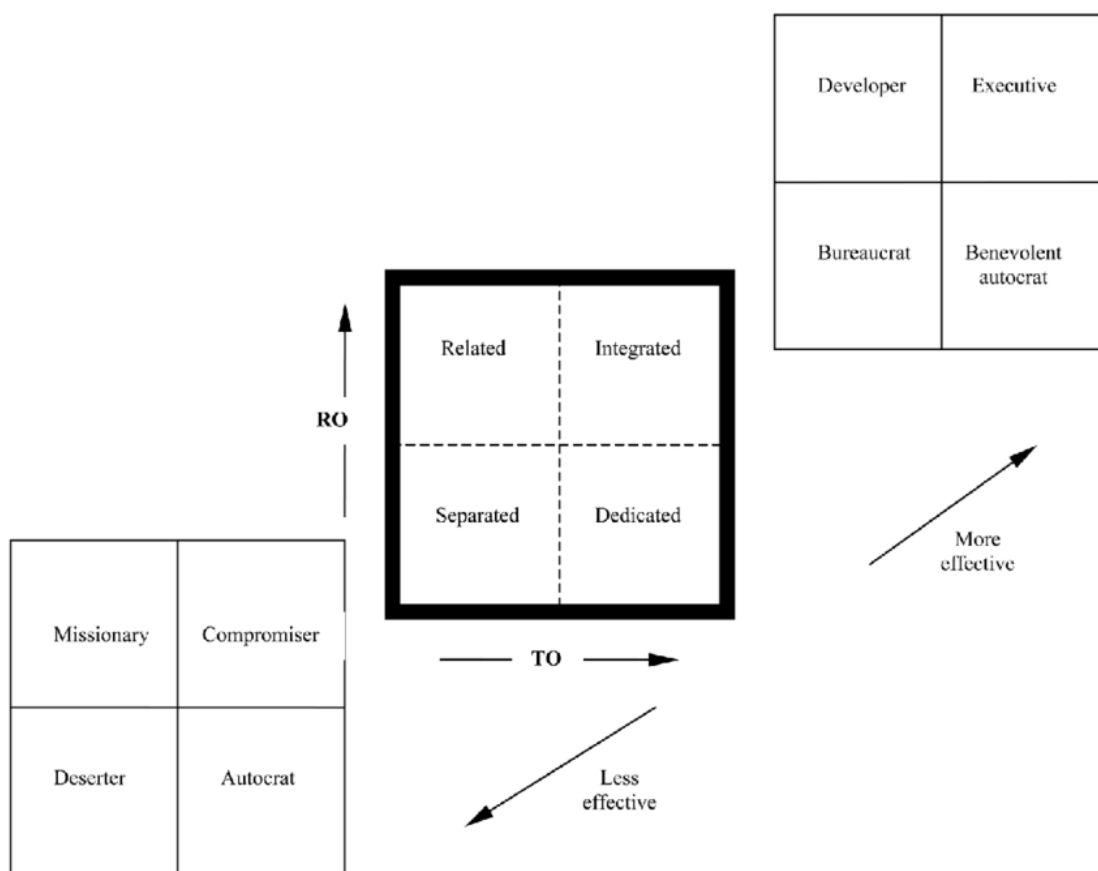 Developer
Executive
Bureaucrat
Benevolent
autocrat
Related
Integrated
RO
Separated
Dedicated
More
effective
Missionary
Compromiser
TO
Deserter
Autocrat
Less
effective